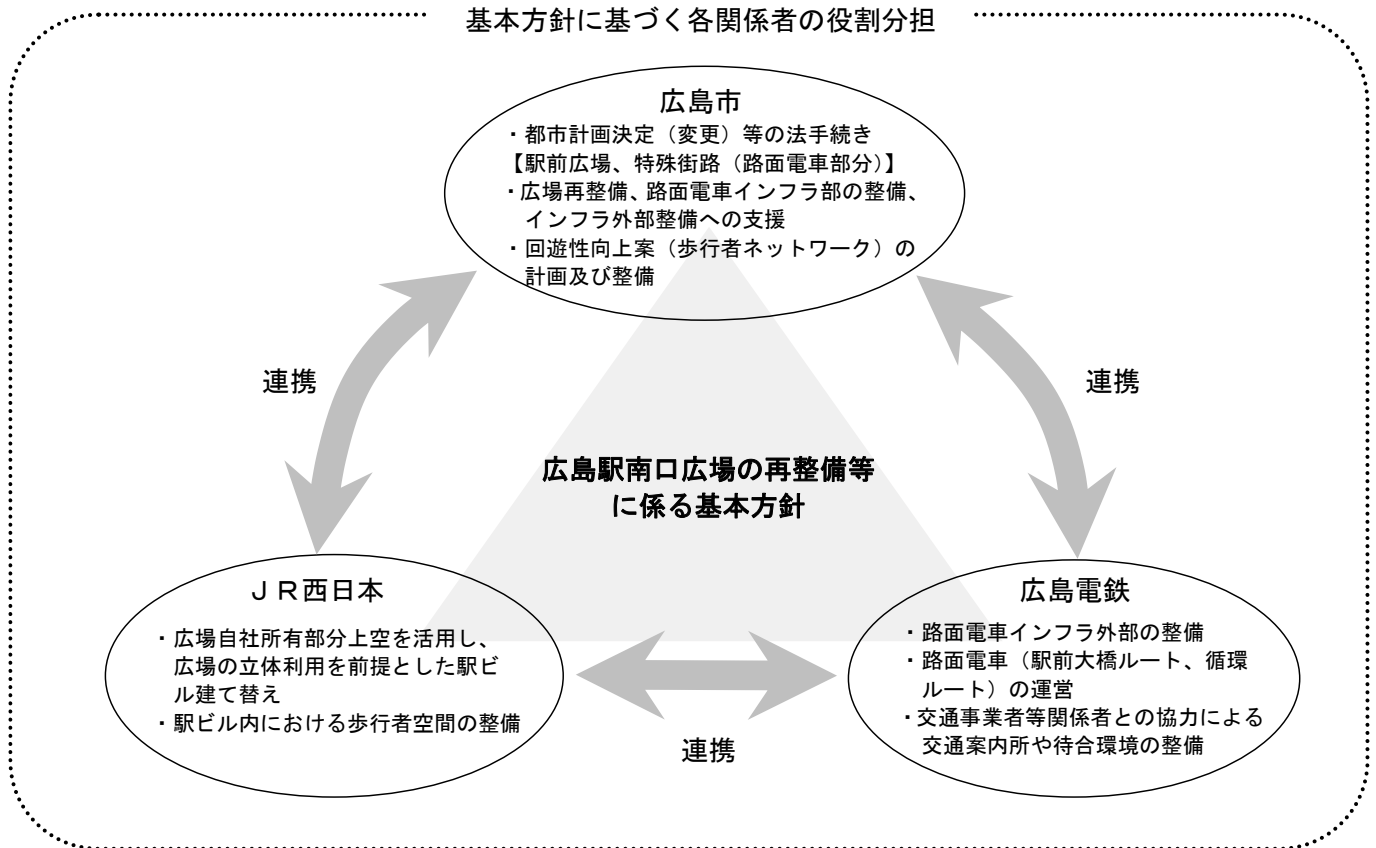 基本方針に基づく各関係者の役割分担
広島市
・都市計画決定（変更）等の法手続き
【駅前広場、特殊街路（路面電車部分）】
・広場再整備、路面電車インフラ部の整備、
インフラ外部整備への支援
・回遊性向上案（歩行者ネットワーク）の
計画及び整備
連携
連携
広島駅南口広場の再整備等
に係る基本方針
ＪＲ西日本
・広場自社所有部分上空を活用し、
広場の立体利用を前提とした駅ビ
ル建て替え
・駅ビル内における歩行者空間の整備
連携
広島電鉄
・路面電車インフラ外部の整備
・路面電車（駅前大橋ルート、循環
ルート）の運営
・交通事業者等関係者との協力による
交通案内所や待合環境の整備